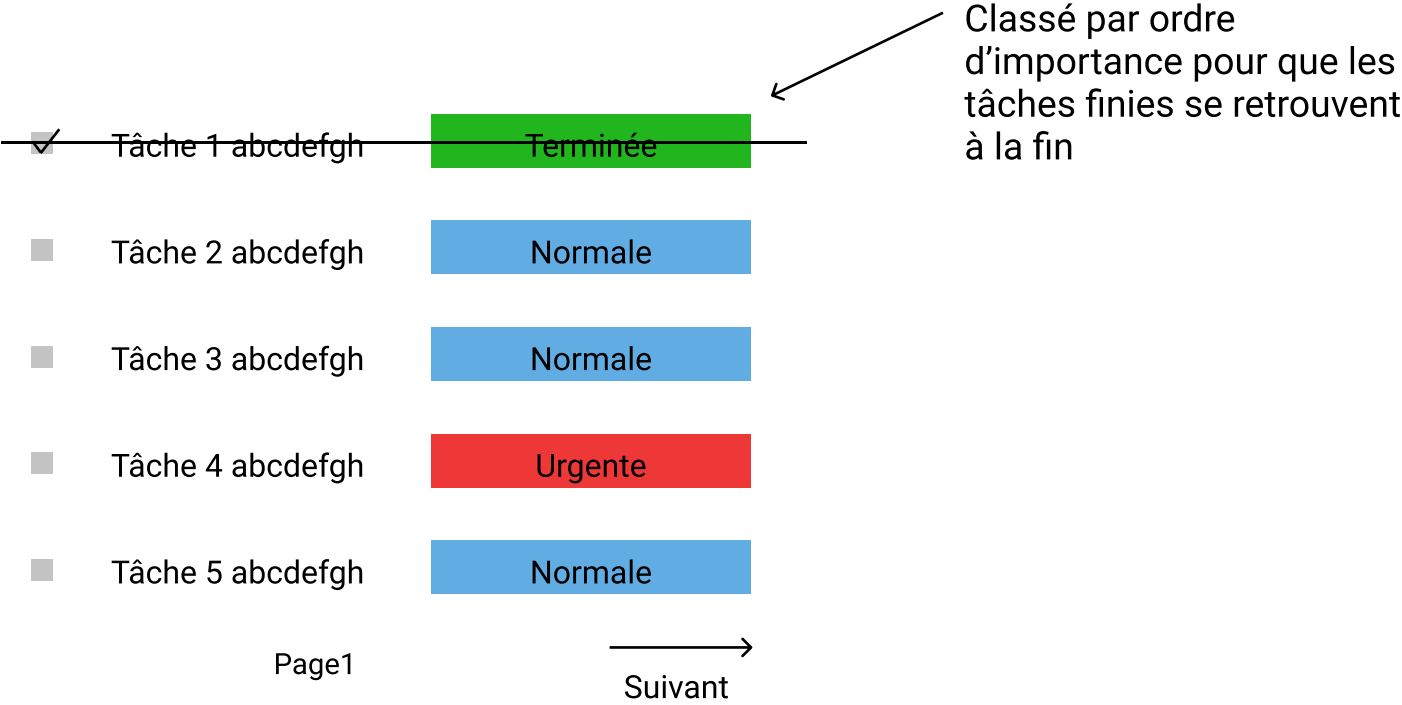 Classé par ordre
d’importance pour que les
tâches finies se retrouvent
à la fin
Tâche 1 abcdefgh Terminée
Tâche 2 abcdefgh Normale
Tâche 3 abcdefgh Normale
Tâche 4 abcdefgh Urgente
Tâche 5 abcdefgh Normale
Page1
Suivant